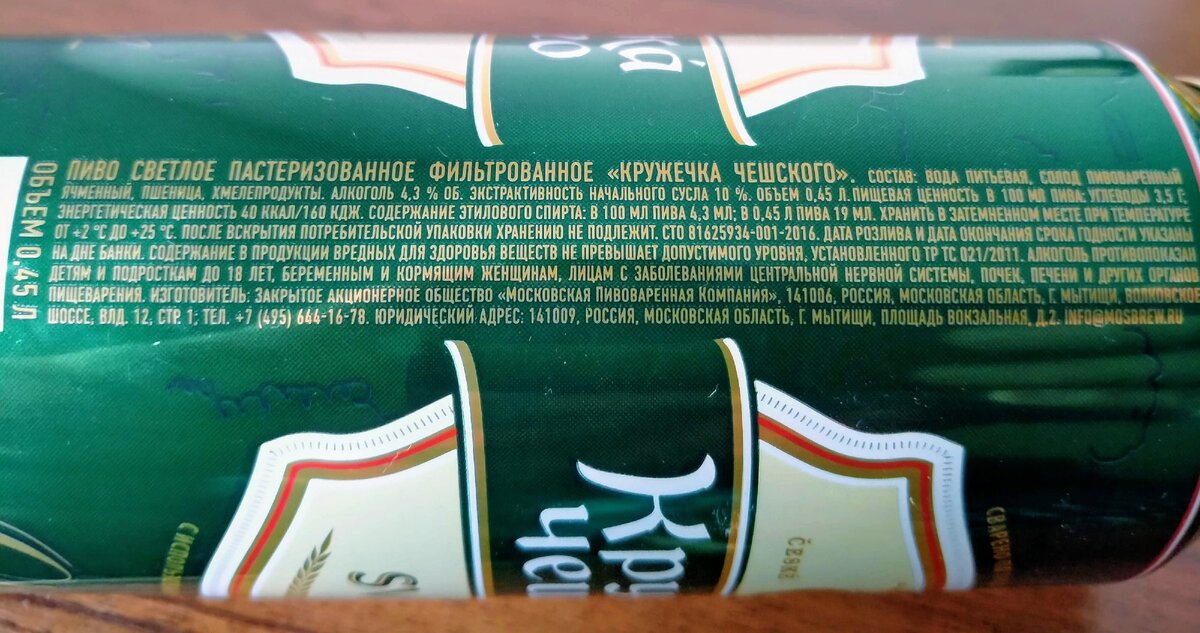 ОБЪЕМ 0,45 Л
ПИВО СВЕТЛОЕ ПАСТЕРИЗОВАННОЕ ФИЛЬТРОВАННОЕ «КРУЖЕЧКА ЧЕШСКОГО». СОСТАВ: ВОДА ПИТЬЕВАЯ, СОЛОД ПИВОВАРЕННЫЙ
ЯЧМЕННЫЙ, ПШЕНИЦА, ХМЕЛЕПРОДУКТЫ. АЛКОГОЛЬ 4,3 % ОБ. ЭКСТРАКТИВНОСТЬ НАЧАЛЬНОГО СУСЛА 10 %. ОБЪЕМ 0,45 Л. ПИЩЕВАЯ ЦЕННОСТЬ В 100 МЛ ПИВА: УГЛЕВОДЫ 3,5 Г;
ЭНЕРГЕТИЧЕСКАЯ ЦЕННОСТЬ 40 ККАЛ/160 КДЖ. СОДЕРЖАНИЕ ЭТИЛОВОГО СПИРТА: В 100 МЛ ПИВА 4,3 МЛ; В 0,45 Л ПИВА 19 МЛ. ХРАНИТЬ В ЗАТЕМНЕННОМ МЕСТЕ ПРИ ТЕМПЕРАТУРЕ
ОТ +2 °С ДО +25 °С. ПОСЛЕ ВСКРЫТИЯ ПОТРЕБИТЕЛЬСКОЙ УПАКОВКИ ХРАНЕНИЮ НЕ ПОДЛЕЖИТ. СТО 81625934-001-2016. ДАТА РОЗЛИВА И ДАТА ОКОНЧАНИЯ СРОКА ГОДНОСТИ УКАЗАНЫ
НА ДНЕ БАНКИ. СОДЕРЖАНИЕ В ПРОДУКЦИИ ВРЕДНЫХ ДЛЯ ЗДОРОВЬЯ ВЕЩЕСТВ НЕ ПРЕВЫШАЕТ ДОПУСТИМОГО УРОВНЯ, УСТАНОВЛЕННОГО ТР ТС 021/2011. АЛКОГОЛЬ ПРОТИВОПОКАЗАН
ДЕТЯМ И ПОДРОСТКАМ ДО 18 ЛЕТ, БЕРЕМЕННЫМ И КОРМЯЩИМ ЖЕНЩИНАМ, ЛИЦАМ С ЗАБОЛЕВАНИЯМИ ЦЕНТРАЛЬНОЙ НЕРВНОЙ СИСТЕМЫ, ПОЧЕК, ПЕЧЕНИ И ДРУГИХ ОРГАНОВ
ПИЩЕВАРЕНИЯ. ИЗГОТОВИТЕЛЬ: ЗАКРЫТОЕ АКЦИОНЕРНОЕ ОБЩЕСТВО «МОСКОВСКАЯ ПИВОВАРЕННАЯ КОМПАНИЯ», 141006, РОССИЯ, МОСКОВСКАЯ ОБЛАСТЬ, Г. МЫТИЩИ, ВОЛКОВСКОЕ
ШОССЕ, ВЛД. 12, СТР. 1; ТЕЛ. +7 (495) 644-16-78. ЮРИДИЧЕСКИЙ АДРЕС: 141009, РОССИЯ, МОСКОВСКАЯ ОБЛАСТЬ, Г. МЫТИЩИ, ПЛОЩАДЬ ВОКЗАЛЬНАЯ, Д.2. INFO@MOSBREW.RU
Кру
Чеш
ČESKÉ